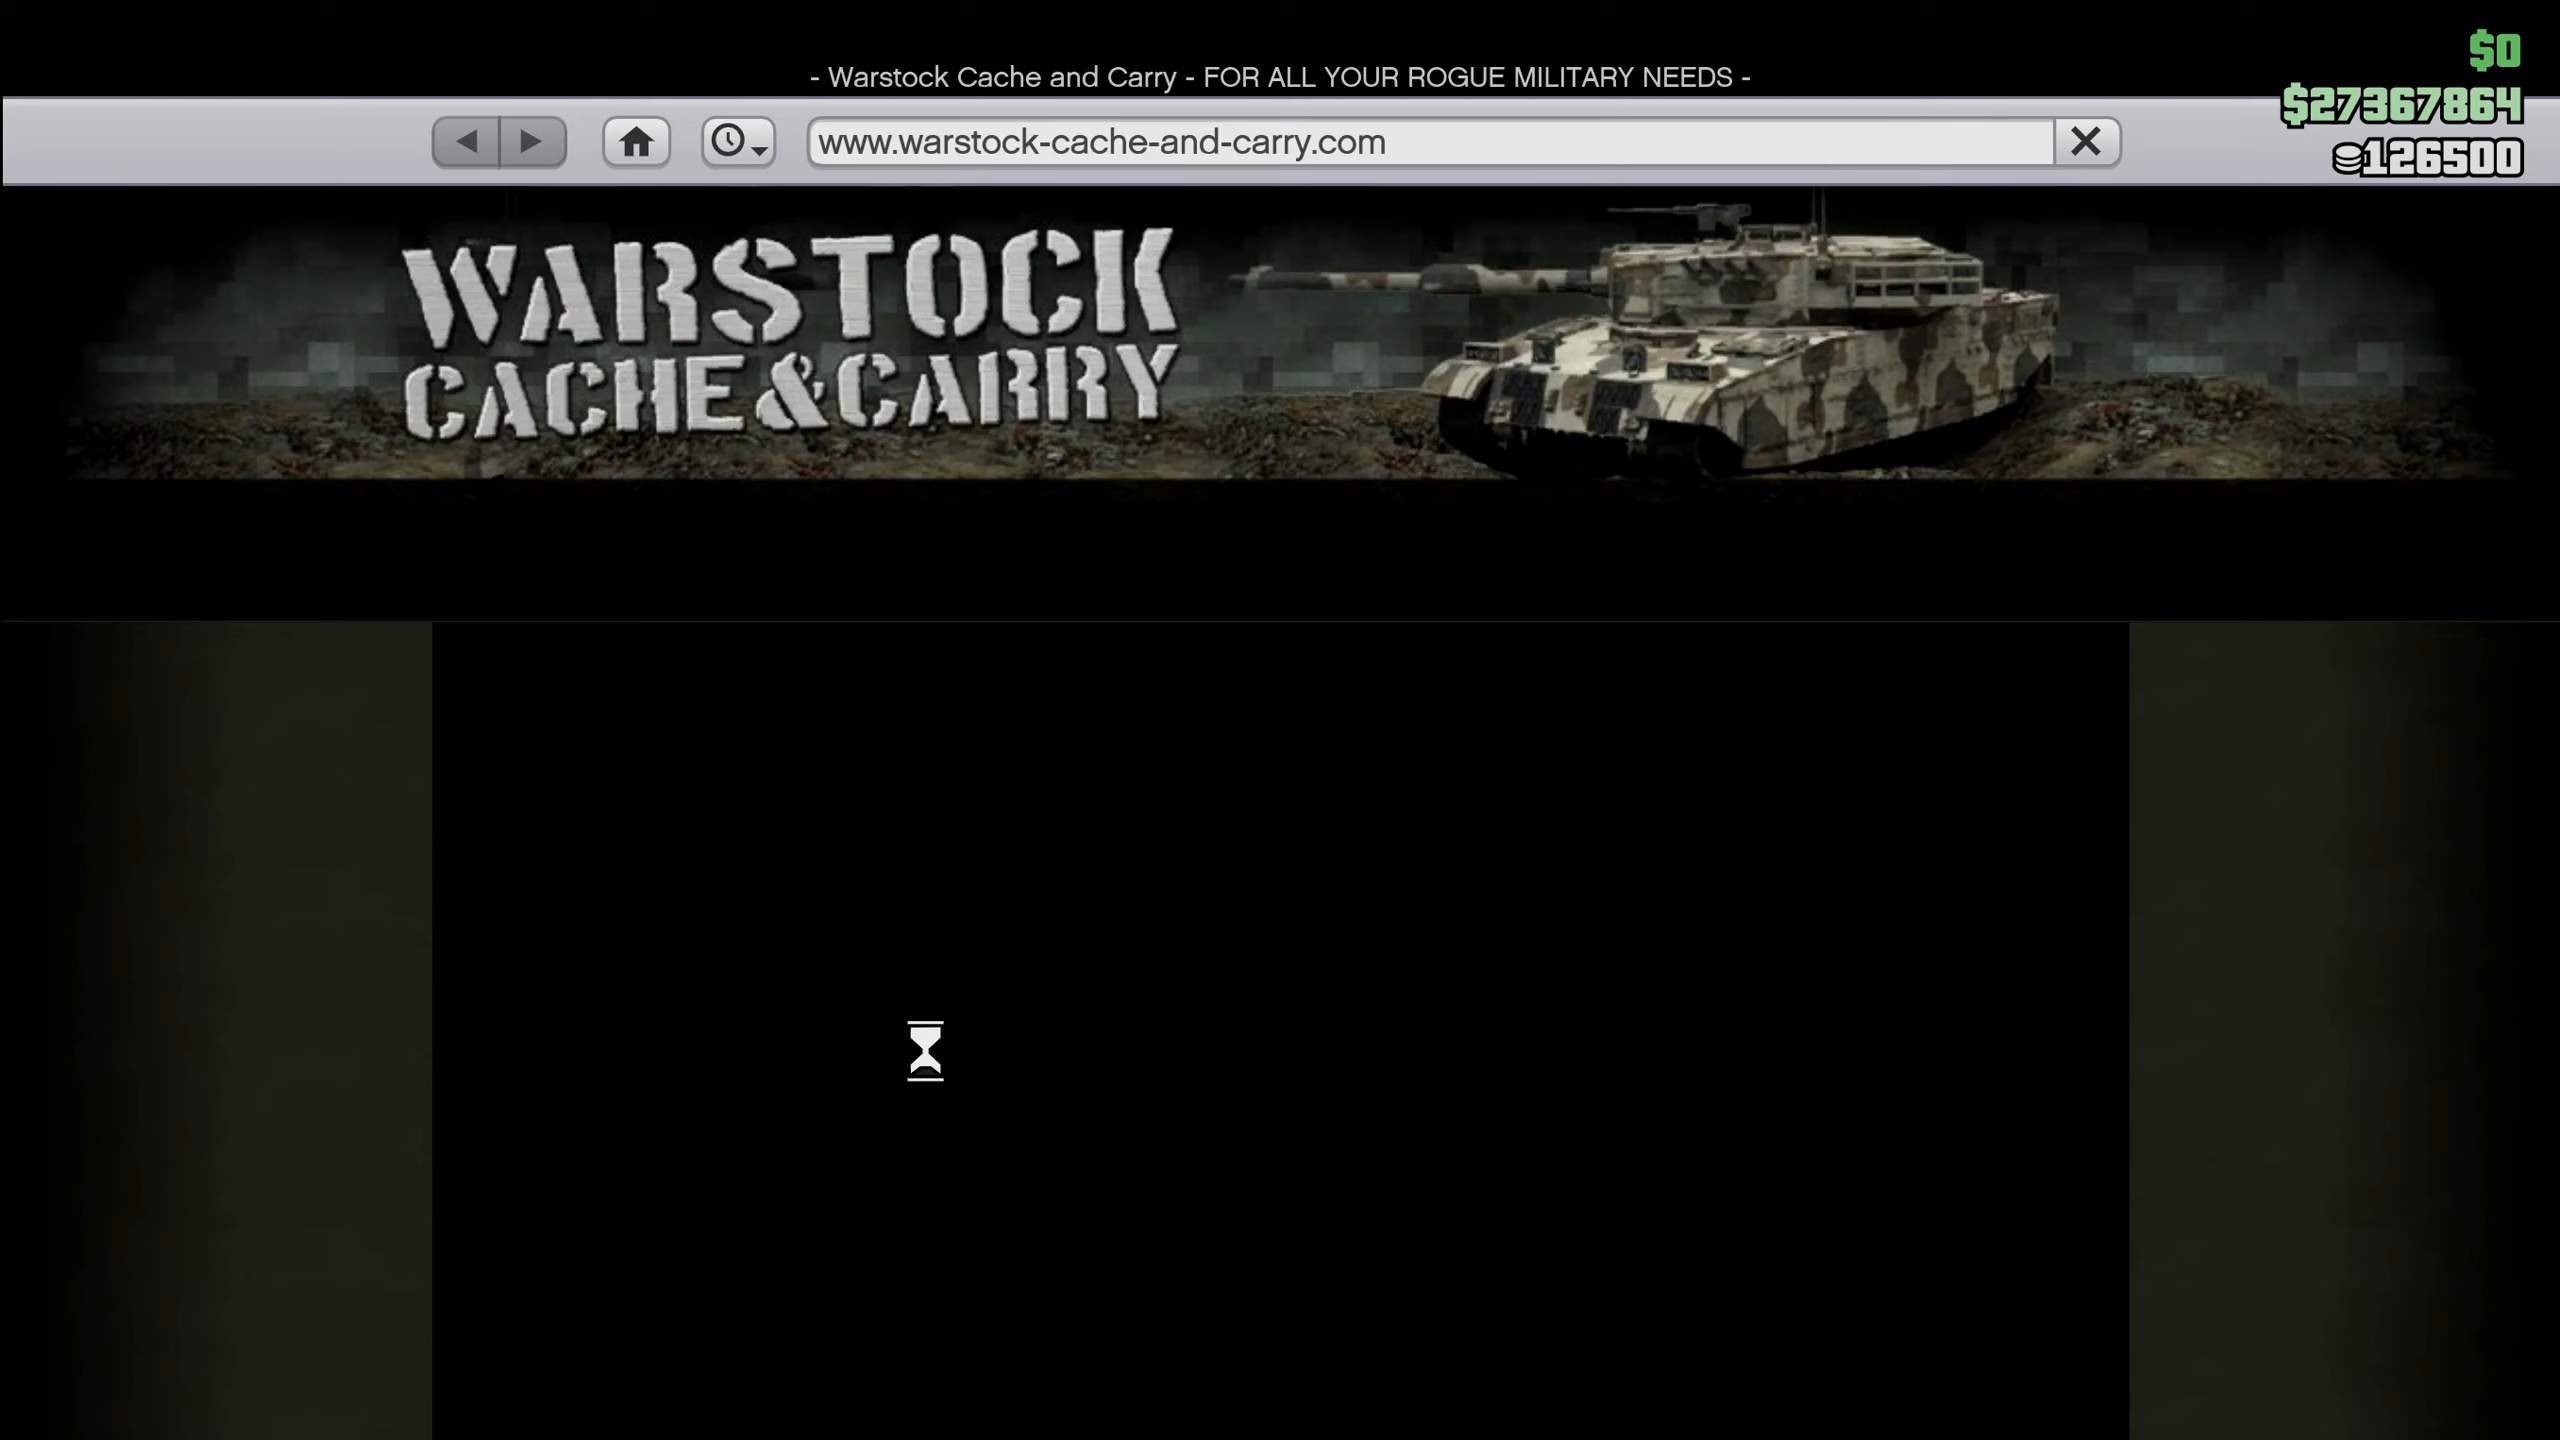 $0
- Warstock Cache and Carry - FOR ALL YOUR ROGUE MILITARY NEEDS -
$27367864
www.warstock-cache-and-carry.com
126500
WARSTOCK
CACHE&CARRY